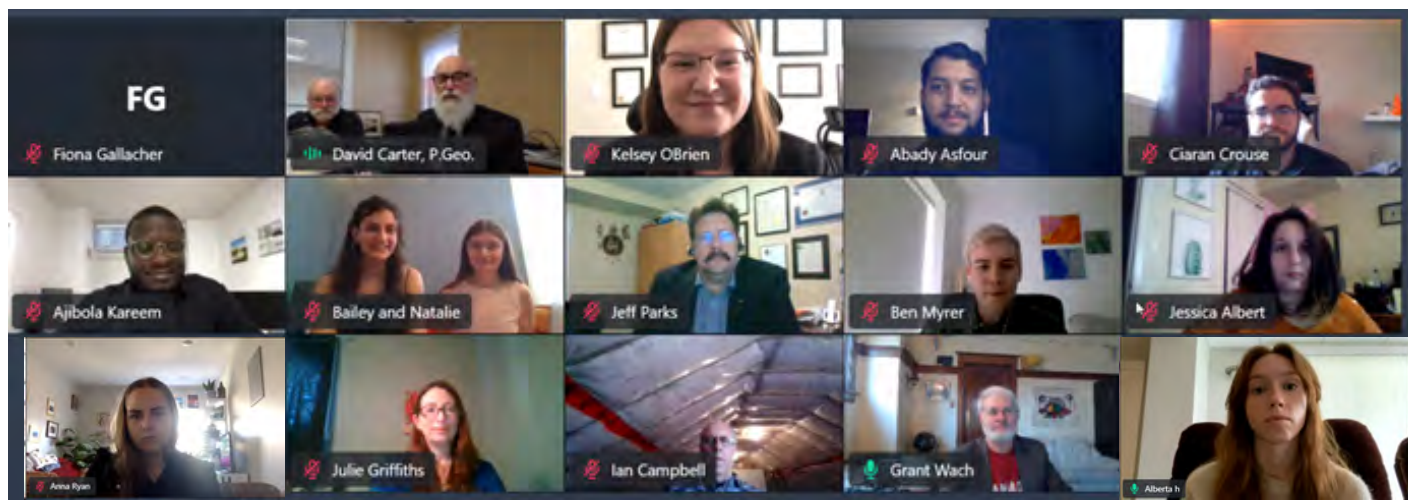 FG
Fiona Gallacher
David Carter, P.Geo.
Kelsey OBrien
Abady Asfour
Ciaran Crouse
Ajibola Kareem
Bailey and Natalie
Jeff Parks
Ben Myrer
Jessica Albert
Anna Ryan
Julie Griffiths
Ian Campbell
Grant Wach
Alberta h